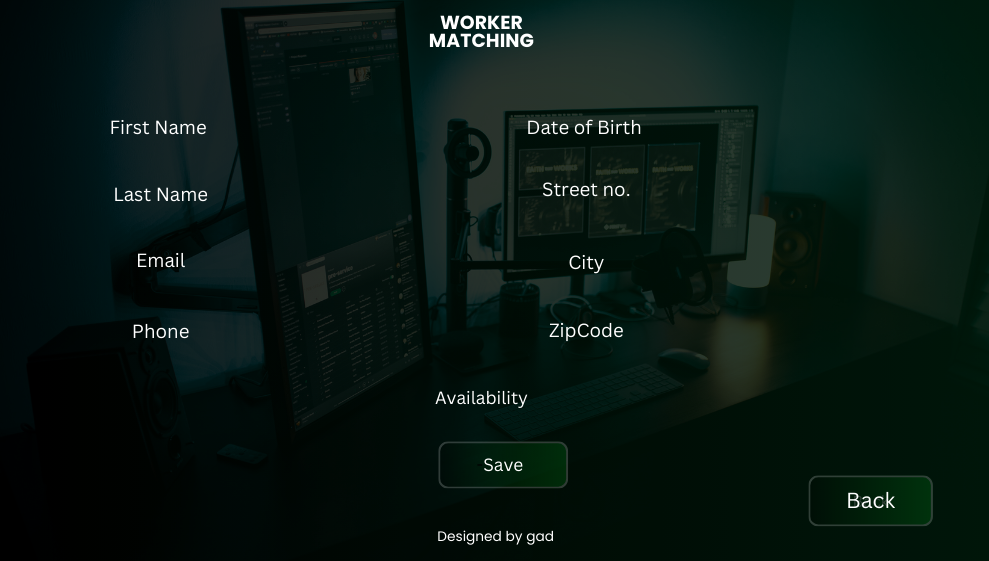 WORKER
MATCHING
First Name
Date of Birth
Last Name
Street no.
Email
City
Phone
ZipCode
Availability
Save
Back
Designed by gad